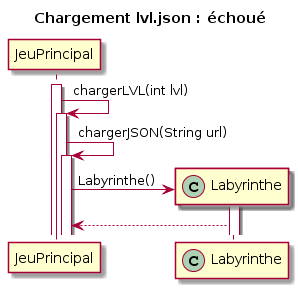 Chargement lvl.json : échoué
JeuPrincipal
chargerLVL(int lvl)
chargerJSON(String url)
Labyrinthe()
C Labyrinthe
JeuPrincipal
C Labyrinthe